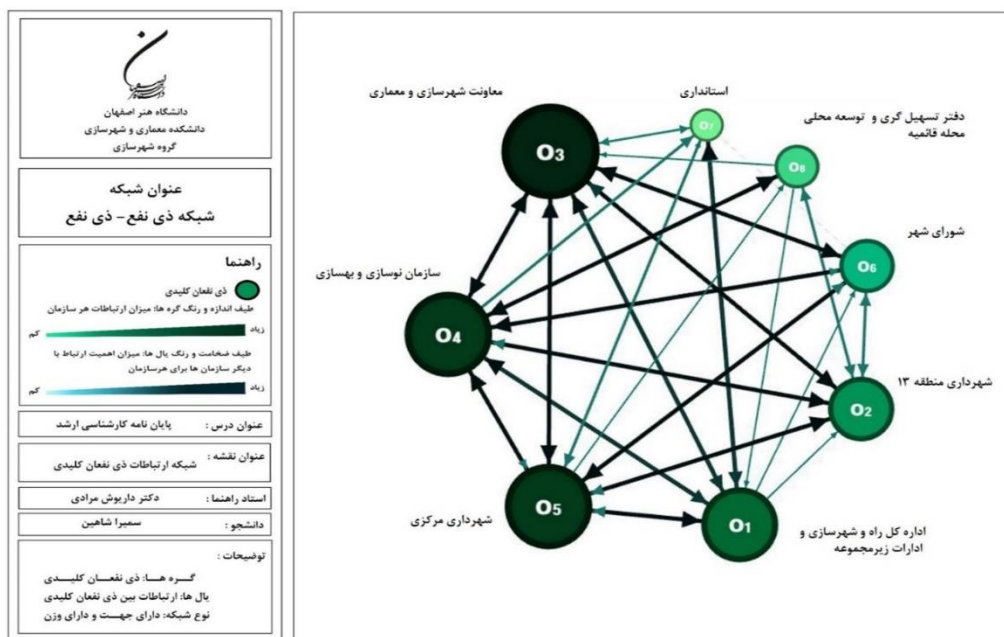 دانشگاه هنر اصفهان
دانشکده معماری و شهرسازی
گروه شهرسازی
عنوان شبکه
شبکه ذی نفع- ذی نفع
راهنما
ذی نفعان کلیدی
طیف اندازه و رنگ گره ها: میزان ارتباطات هر سازمان
زیاد
کم
طیف ضخامت و رنگ یال ها: میزان اهمیت ارتباط با
دیگر سازمان ها برای هرسازمان
زیاد
کم
عنوان درس : پایان نامه کارشناسی ارشد
عنوان نقشه : شبکه ارتباطات ذی نفعان کلیدی
استاد راهنما : دکتر داریوش مرادی
دانشجو : سمیرا شاهین
توضیحات :
گره هـا: ذی نفعـان کلیـدی
یال ها: ارتباطات بین ذی نفعان کلیدی
نوع شبکه: دارای جهـت و دارای وزن
معاونت شهرسازی و معماری
O3
استانداری
O7
دفتر تسهیل گری و توسعه محلی
محله قائمیه
O8
شورای شهر
O6
سازمان نوسازی و بهسازی
O4
شهرداری منطقه ۱۳
O2
شهرداری مرکزی
O5
O1
اداره کل راه و شهرسازی و
ادارات زیرمجموعه